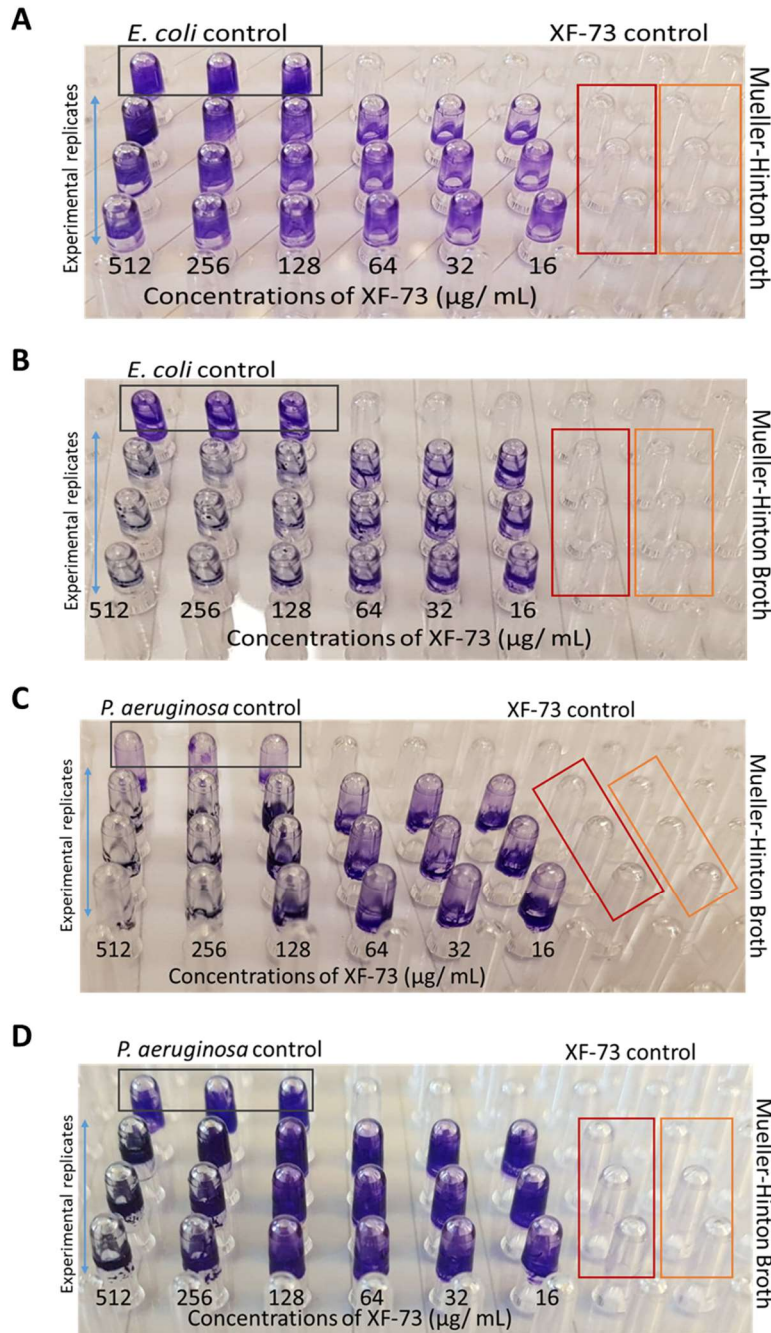 A
E. coli control
XF-73 control
Experimental replicates
Mueller-Hinton Broth
512 256 128 64 32 16
Concentrations of XF-73 (µg/ mL)
B
E. coli control
Experimental replicates
Mueller-Hinton Broth
512 256 128 64 32 16
Concentrations of XF-73 (µg/ mL)
C
P. aeruginosa control
XF-73 control
Experimental replicates
Mueller-Hinton Broth
512 256 128 64 32 16
Concentrations of XF-73 (µg/ mL)
D
P. aeruginosa control
XF-73 control
Experimental replicates
Mueller-Hinton Broth
512 256 128 64 32 16
Concentrations of XF-73 (µg/ mL)